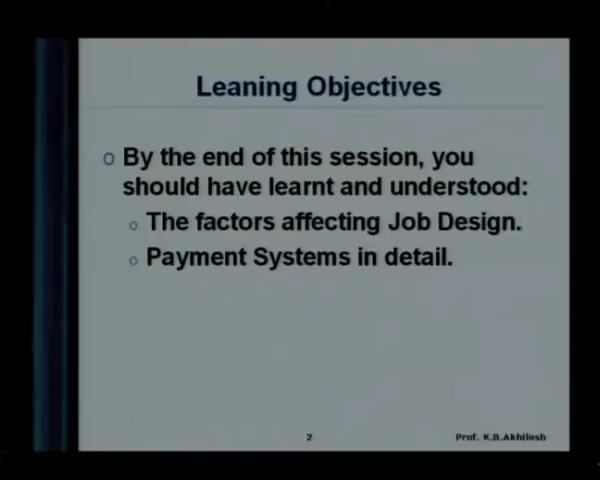 Leaning Objectives
o By the end of this session, you
should have learnt and understood:
o The factors affecting Job Design.
o Payment Systems in detail.
2
Prof. K.B.Akhilesh